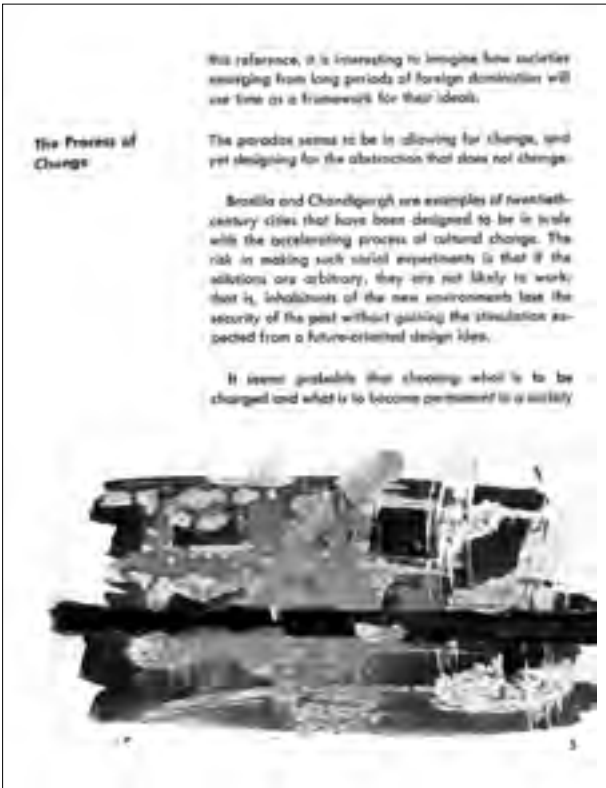 this reference, it is interesting to imagine how societies
emerging from long periods of foreign domination will
use time as a framework for their ideals.
The Process of
Change
The paradox seems to be in allowing for change, and
yet designing for the abstraction that does not change.
Brasilia and Chandigargh are examples of twentieth-
century cities that have been designed to be in scale
with the accelerating process of cultural change. The
risk in making such social experiments is that if the
solutions are arbitrary, they are not likely to work;
that is, inhabitants of the new environments lose the
security of the past without gaining the stimulation ex-
pected from a future-oriented design idea.
It seems probable that choosing what is to be
changed and what is to become permanent in a society
5